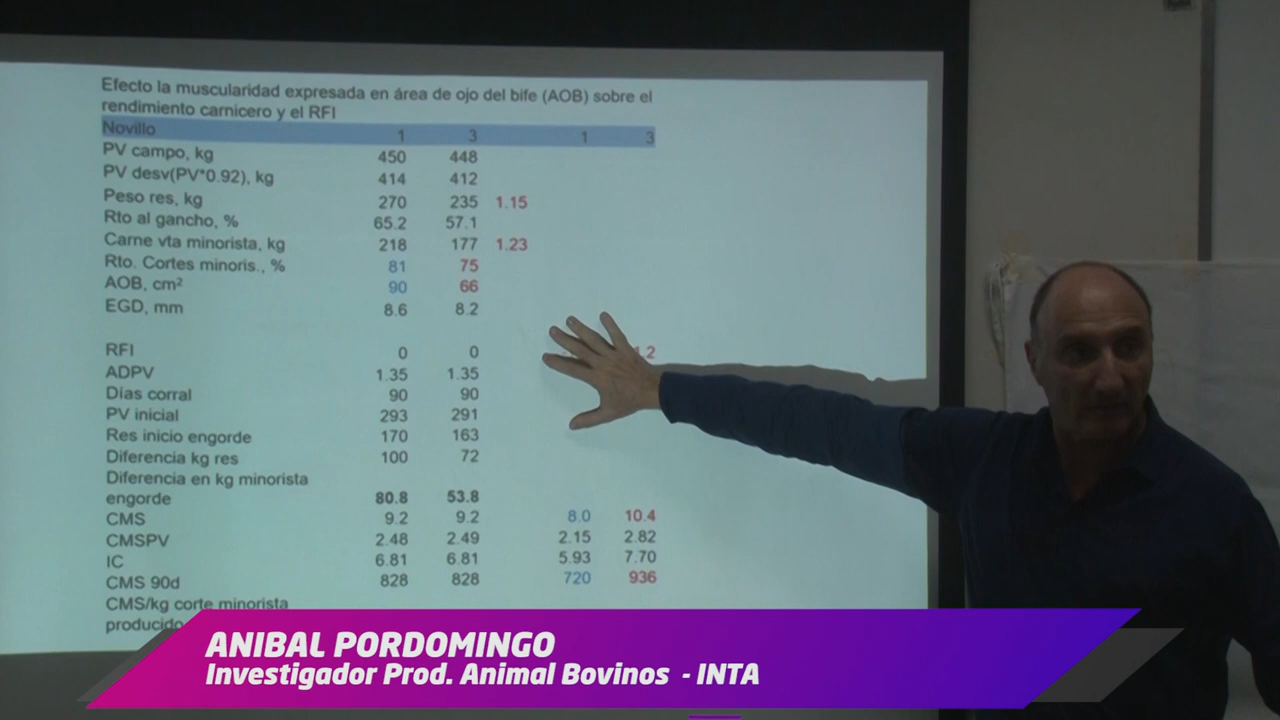 Efecto la muscularidad expresada en área de ojo del bife (AOB) sobre el
rendimiento carnicero y el RFI
Novillo 1 3 1 3
PV campo, kg 450 448
PV desv(PV*0.92), kg 414 412
Peso res, kg 270 235 1.15
Rto al gancho, % 65.2 57.1
Carne vta minorista, kg 218 177 1.23
Rto. Cortes minoris., % 81 75
AOB, cm² 90 66
EGD, mm 8.6 8.2
RFI 0 0
ADPV 1.35 1.35
Días corral 90 90
PV inicial 293 291
Res inicio engorde 170 163
Diferencia kg res 100 72
Diferencia en kg minorista
engorde 80.8 53.8
CMS 9.2 9.2 8.0 10.4
CMSPV 2.48 2.49 2.15 2.82
IC 6.81 6.81 5.93 7.70
CMS 90d 828 828 720 936
CMS/kg corte minorista
producido
ANIBAL PORDOMINGO
Investigador Prod. Animal Bovinos - INTA